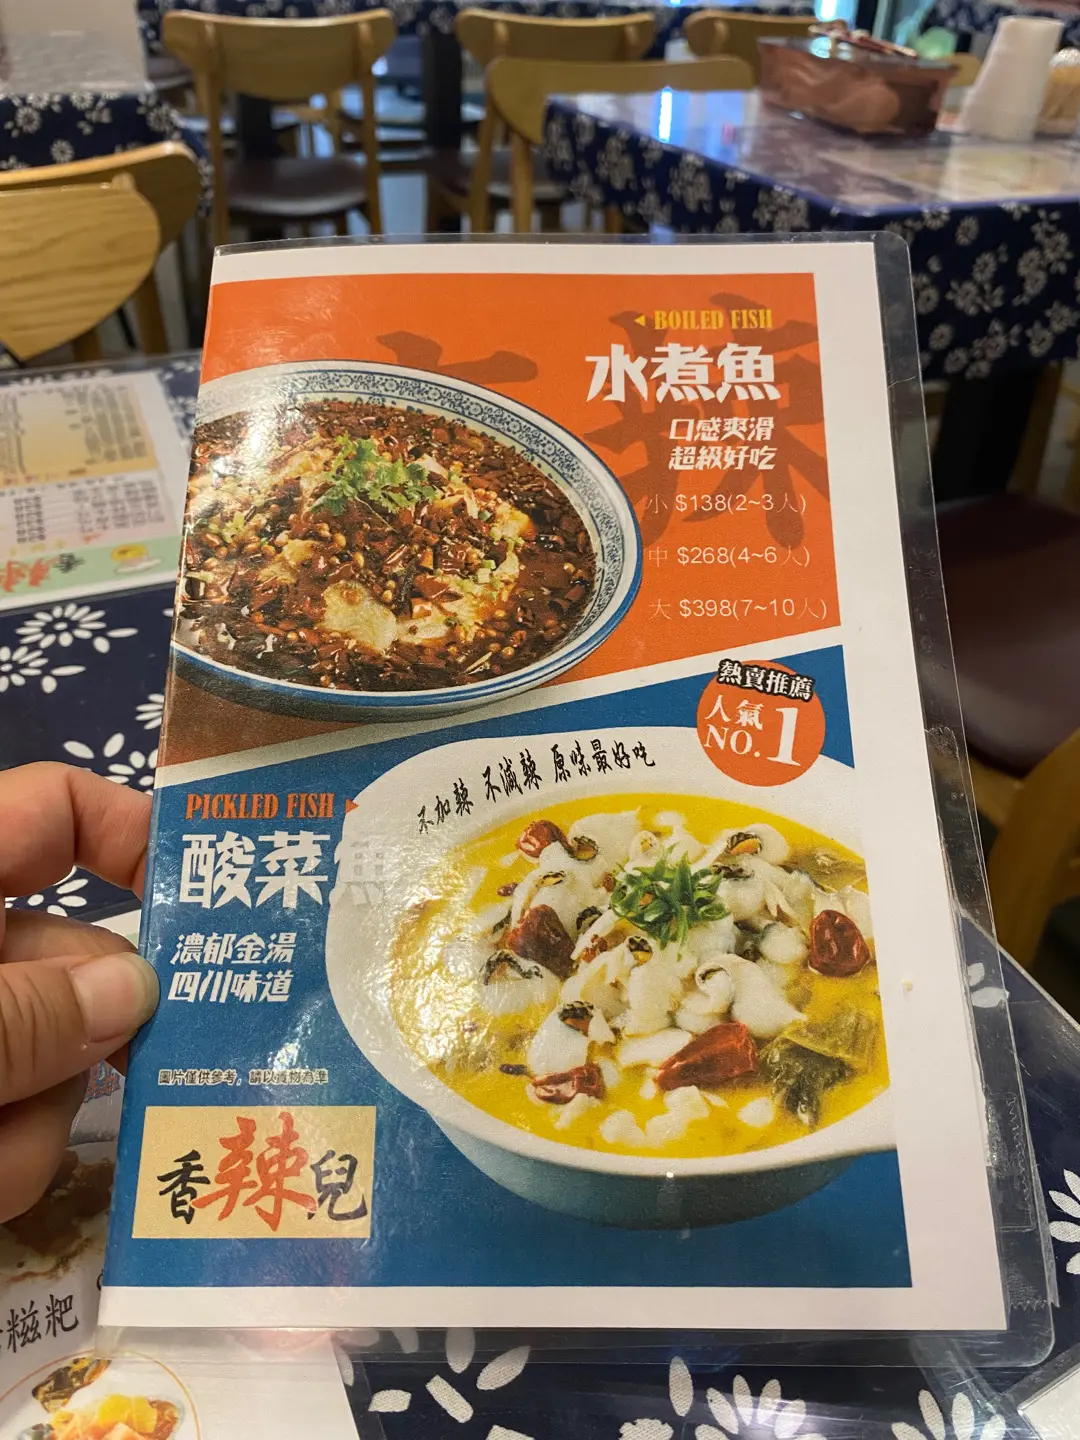 BOILED FISH
水煮魚
口感爽滑
超級好吃
小 $138(2~3人)
中 $268(4~6人)
大 $398(7~10人)
熱賣推薦
人氣
NO.1
不加辣 不減辣 原味最好吃
PICKLED FISH
酸菜魚
濃郁金湯
四川味道
圖片僅供參考，請以實物為準
香辣兒
糍粑